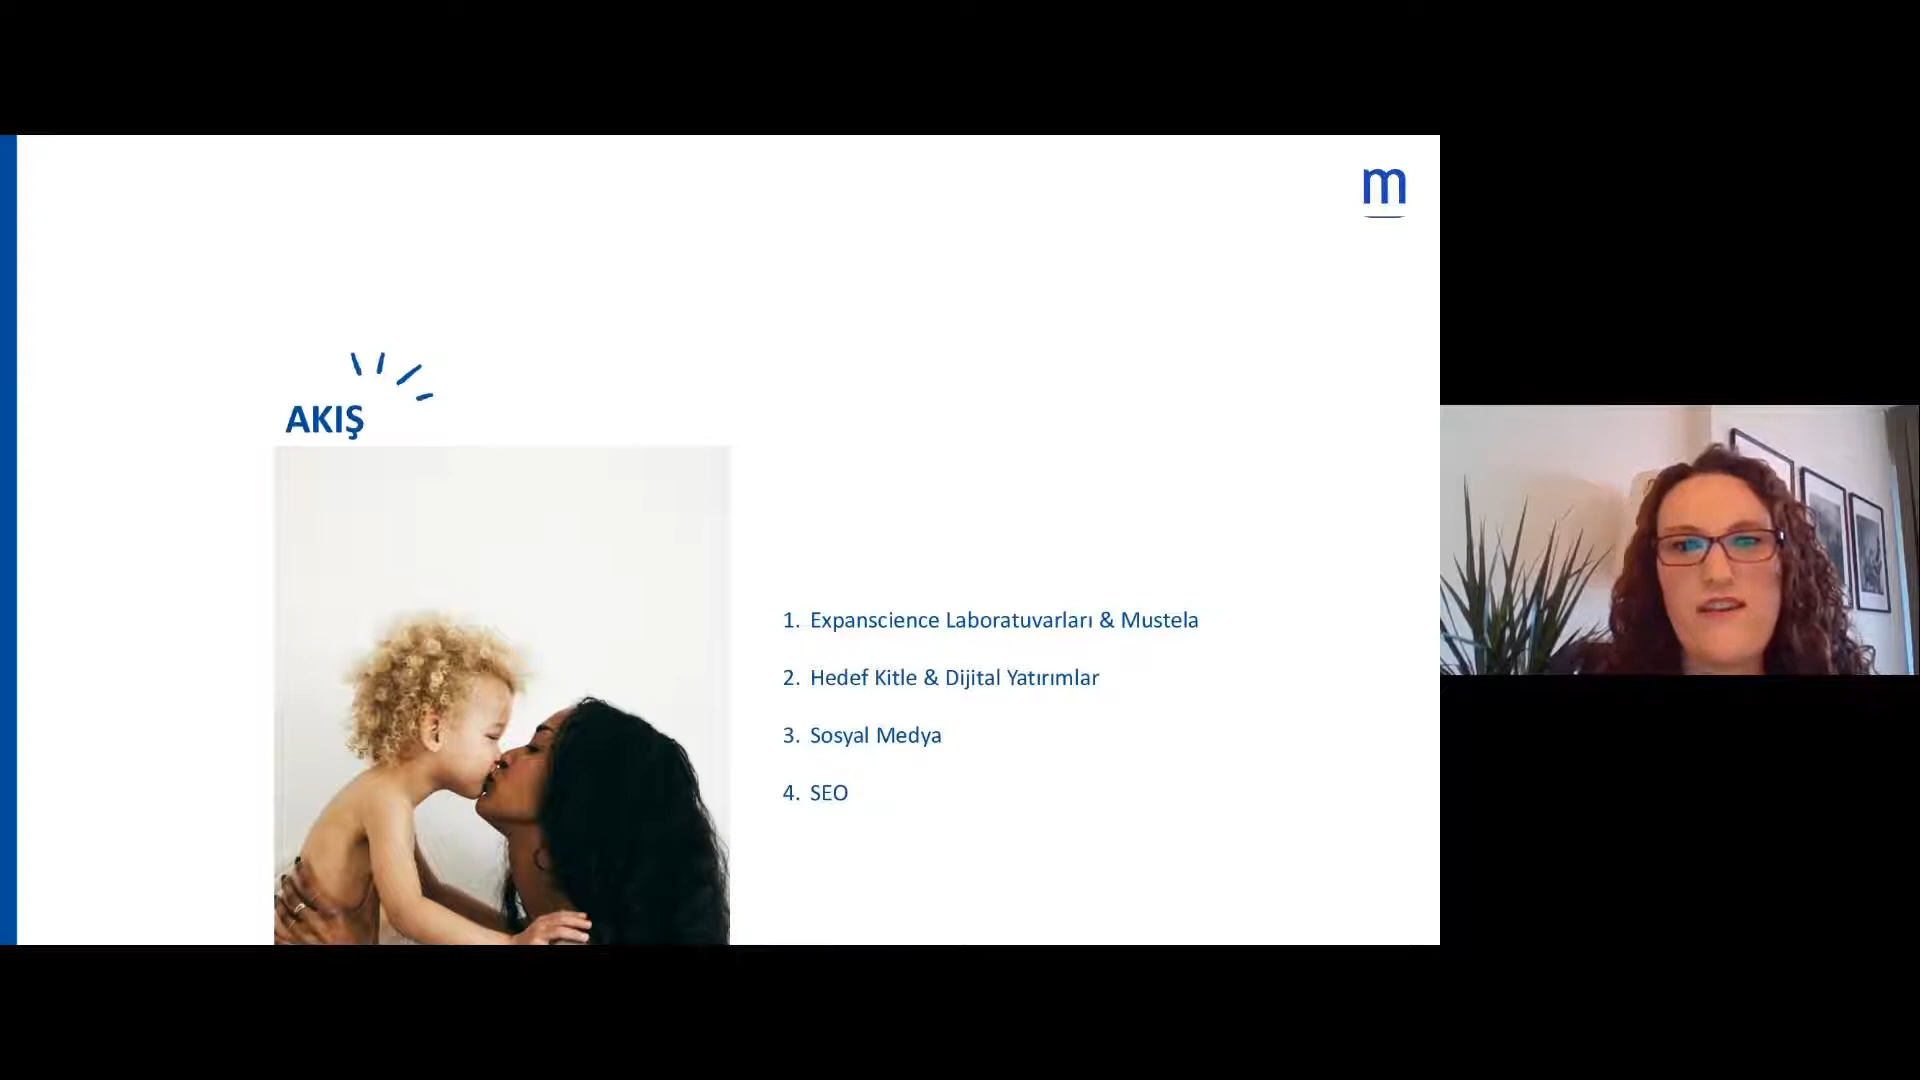 m
AKIŞ
1. Expanscience Laboratuvarları & Mustela
2. Hedef Kitle & Dijital Yatırımlar
3. Sosyal Medya
4. SEO